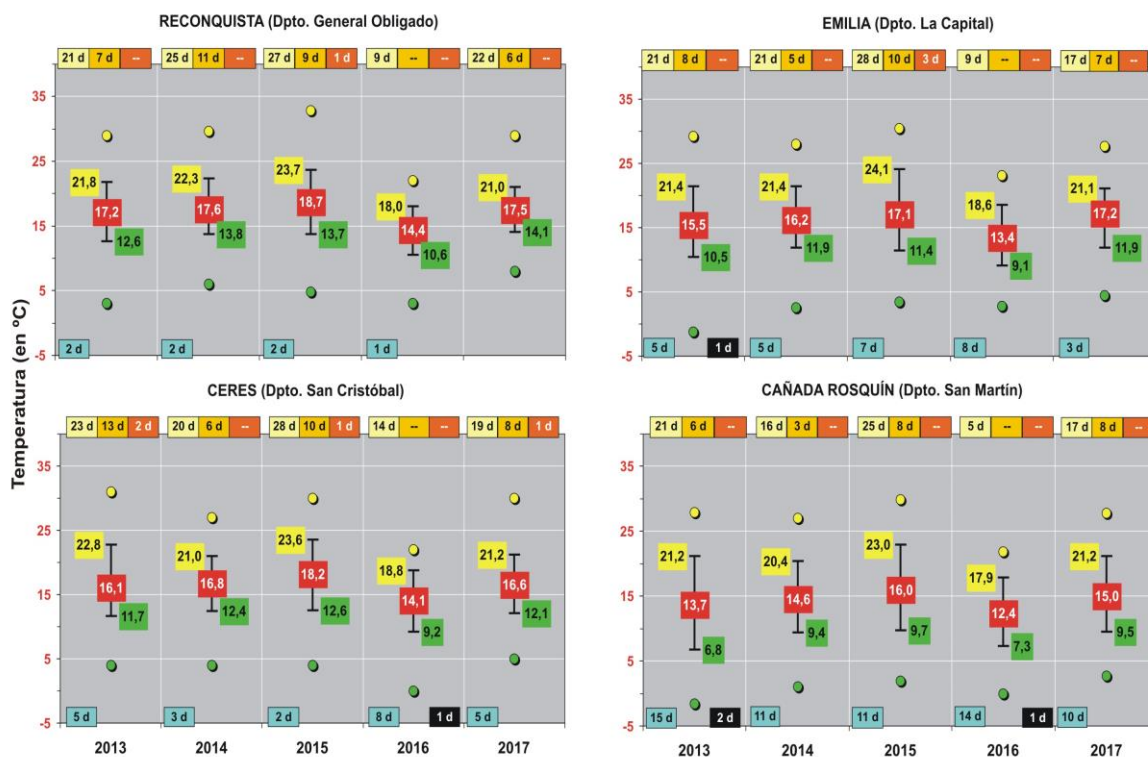 RECONQUISTA (Dpto. General Obligado)
21 d 7 d -- 25 d 11 d -- 27 d 9 d 1 d 9 d -- -- 22 d 6 d --
35
25
15
5
-5
21,8 17,2 12,6
22,3 17,6 13,8
23,7 18,7 13,7
18,0 14,4 10,6
21,0 17,5 14,1
2 d 2 d 2 d 1 d
EMILIA (Dpto. La Capital)
21 d 8 d -- 21 d 5 d -- 28 d 10 d 3 d 9 d -- -- 17 d 7 d --
35
25
15
5
-5
21,4 15,5 10,5
21,4 16,2 11,9
24,1 17,1 11,4
18,6 13,4 9,1
21,1 17,2 11,9
5 d 1 d 5 d 7 d 8 d 3 d
Temperatura (en ºC)
CERES (Dpto. San Cristóbal)
23 d 13 d 2 d 20 d 6 d -- 28 d 10 d 1 d 14 d -- -- 19 d 8 d 1 d
35
25
15
5
-5
22,8 16,1 11,7
21,0 16,8 12,4
23,6 18,2 12,6
18,8 14,1 9,2
21,2 16,6 12,1
5 d 3 d 2 d 8 d 1 d 5 d
2013 2014 2015 2016 2017
CAÑADA ROSQUÍN (Dpto. San Martín)
21 d 6 d -- 16 d 3 d -- 25 d 8 d -- 5 d -- -- 17 d 8 d --
35
25
15
5
-5
21,2 13,7 6,8
20,4 14,6 9,4
23,0 16,0 9,7
17,9 12,4 7,3
21,2 15,0 9,5
15 d 2 d 11 d 11 d 14 d 1 d 10 d
2013 2014 2015 2016 2017